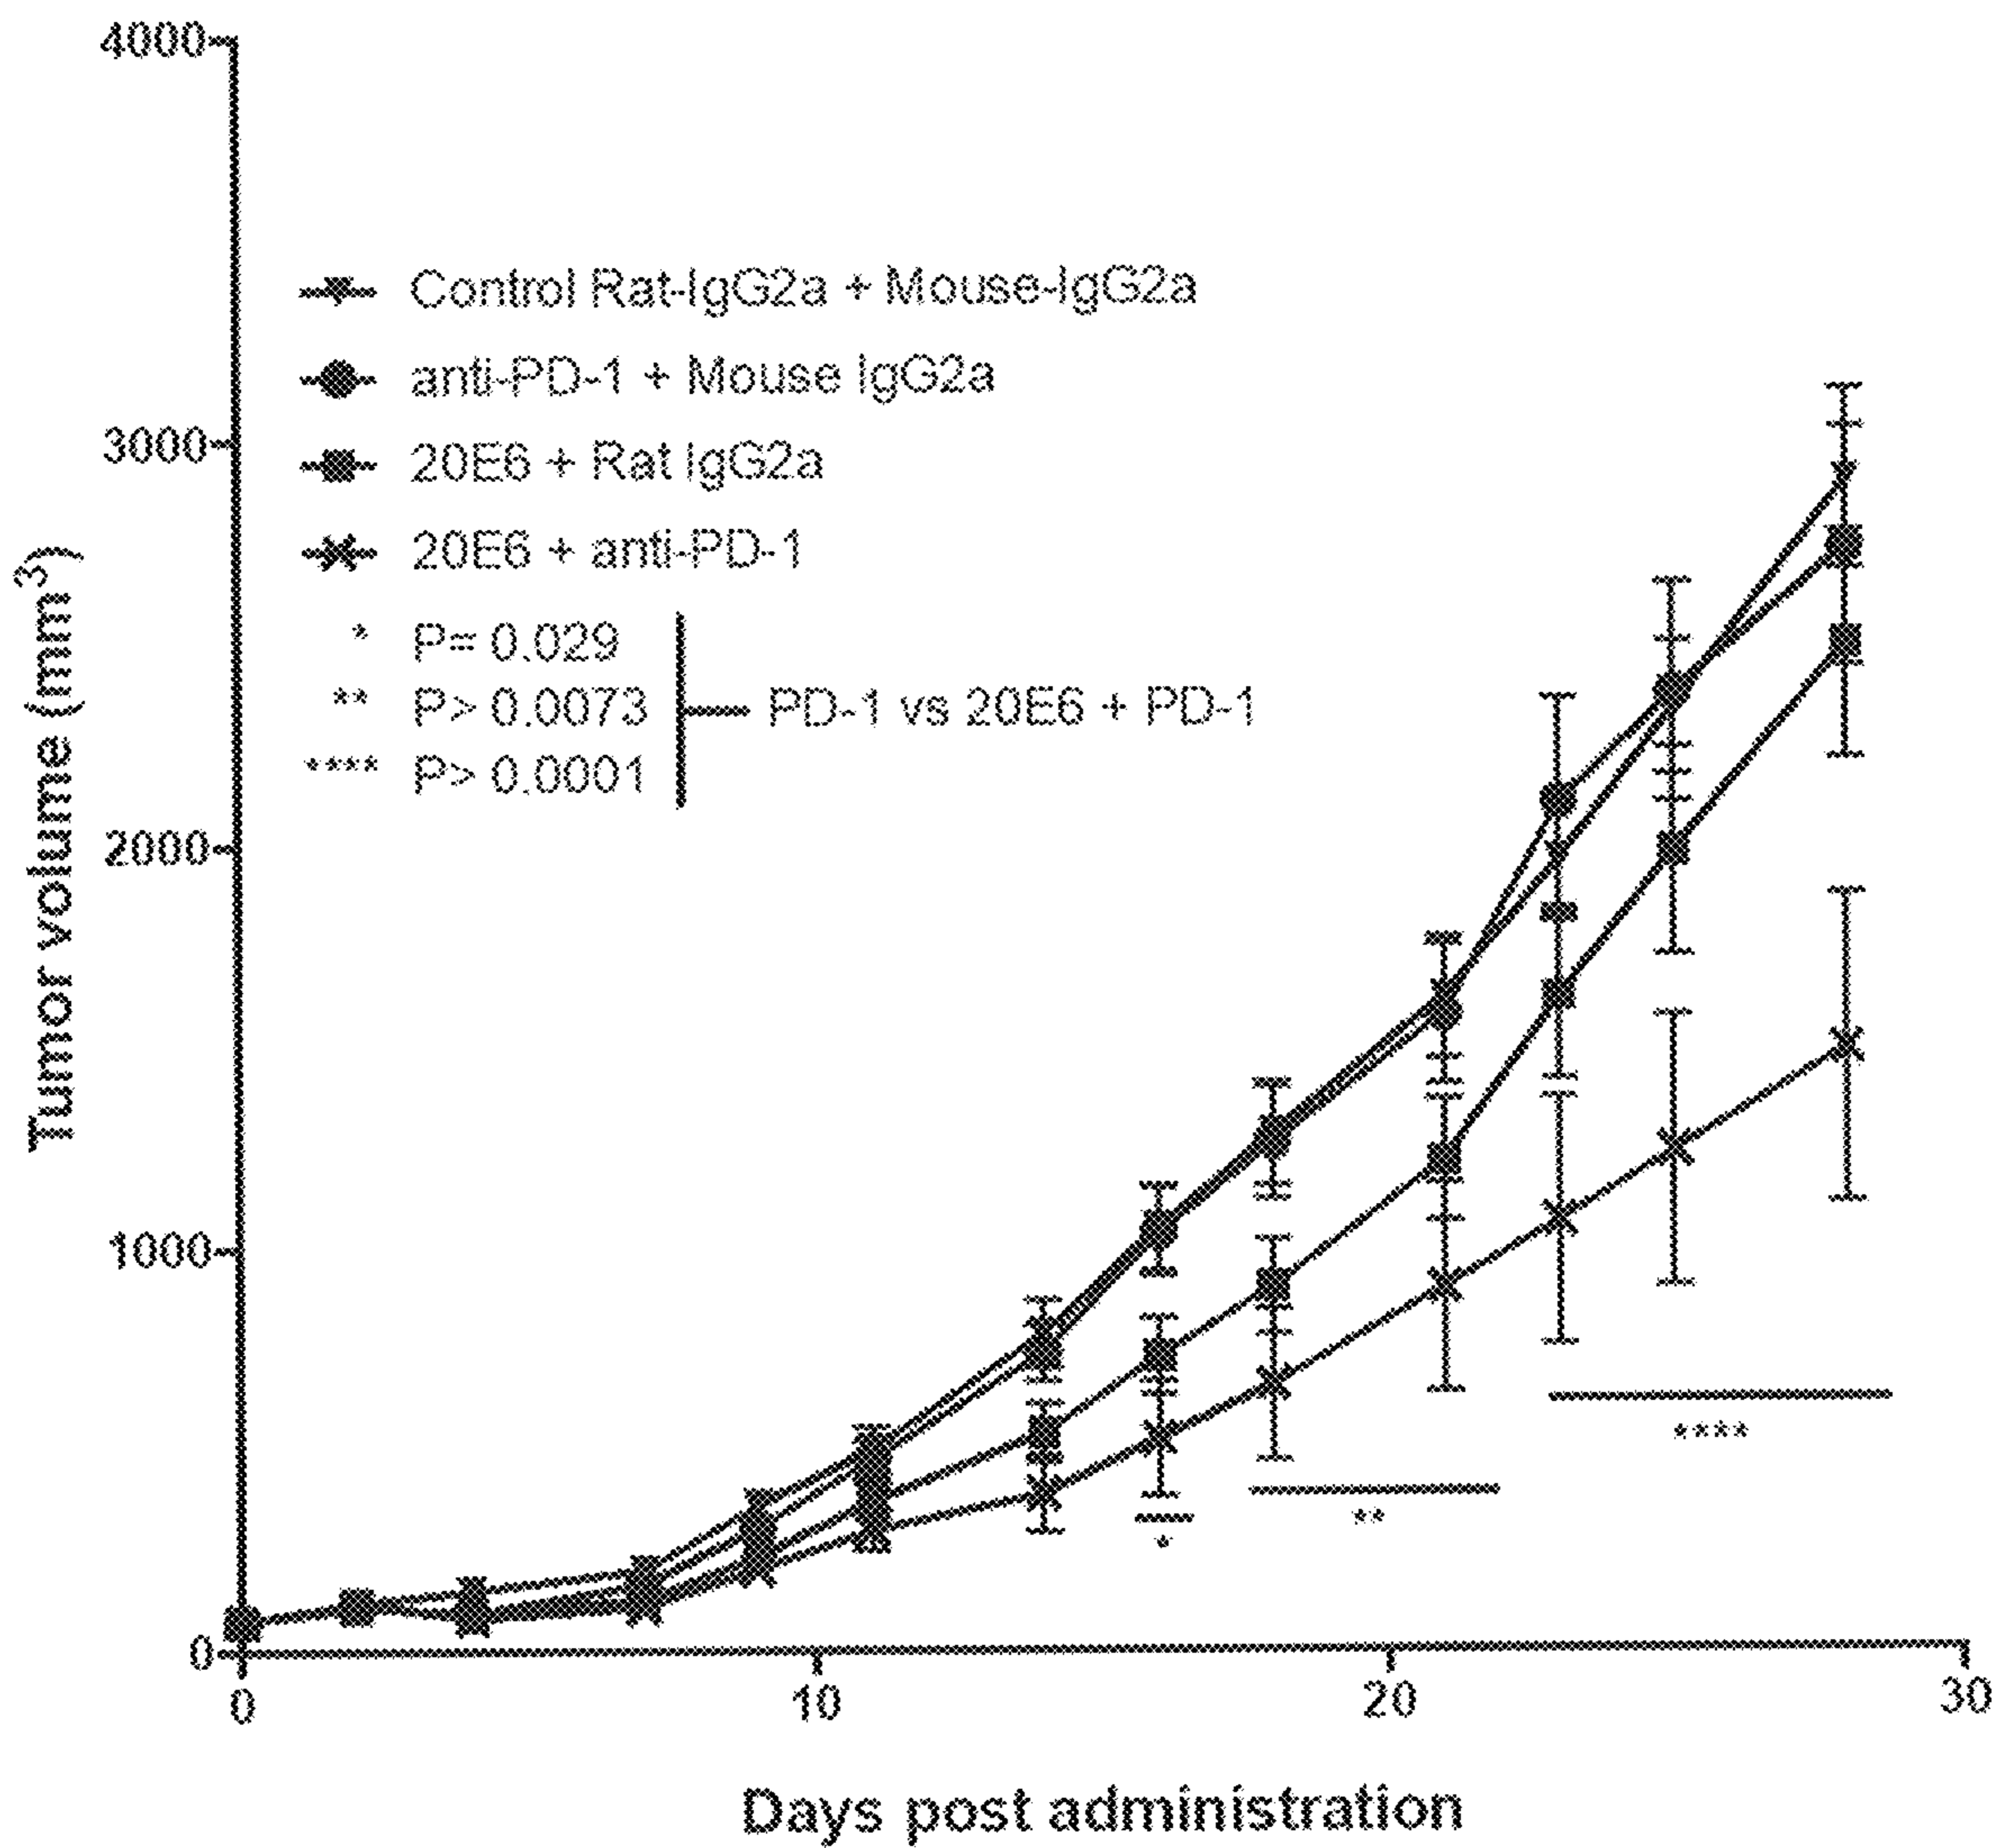 4000
3000
2000
1000
0
Tumor volume (mm³)
Control Rat-IgG2a + Mouse-IgG2a
anti-PD-1 + Mouse IgG2a
20E6 + Rat IgG2a
20E6 + anti-PD-1
* P= 0.029
** P> 0.0073
**** P> 0.0001
PD-1 vs 20E6 + PD-1
*
**
****
0 10 20 30
Days post administration